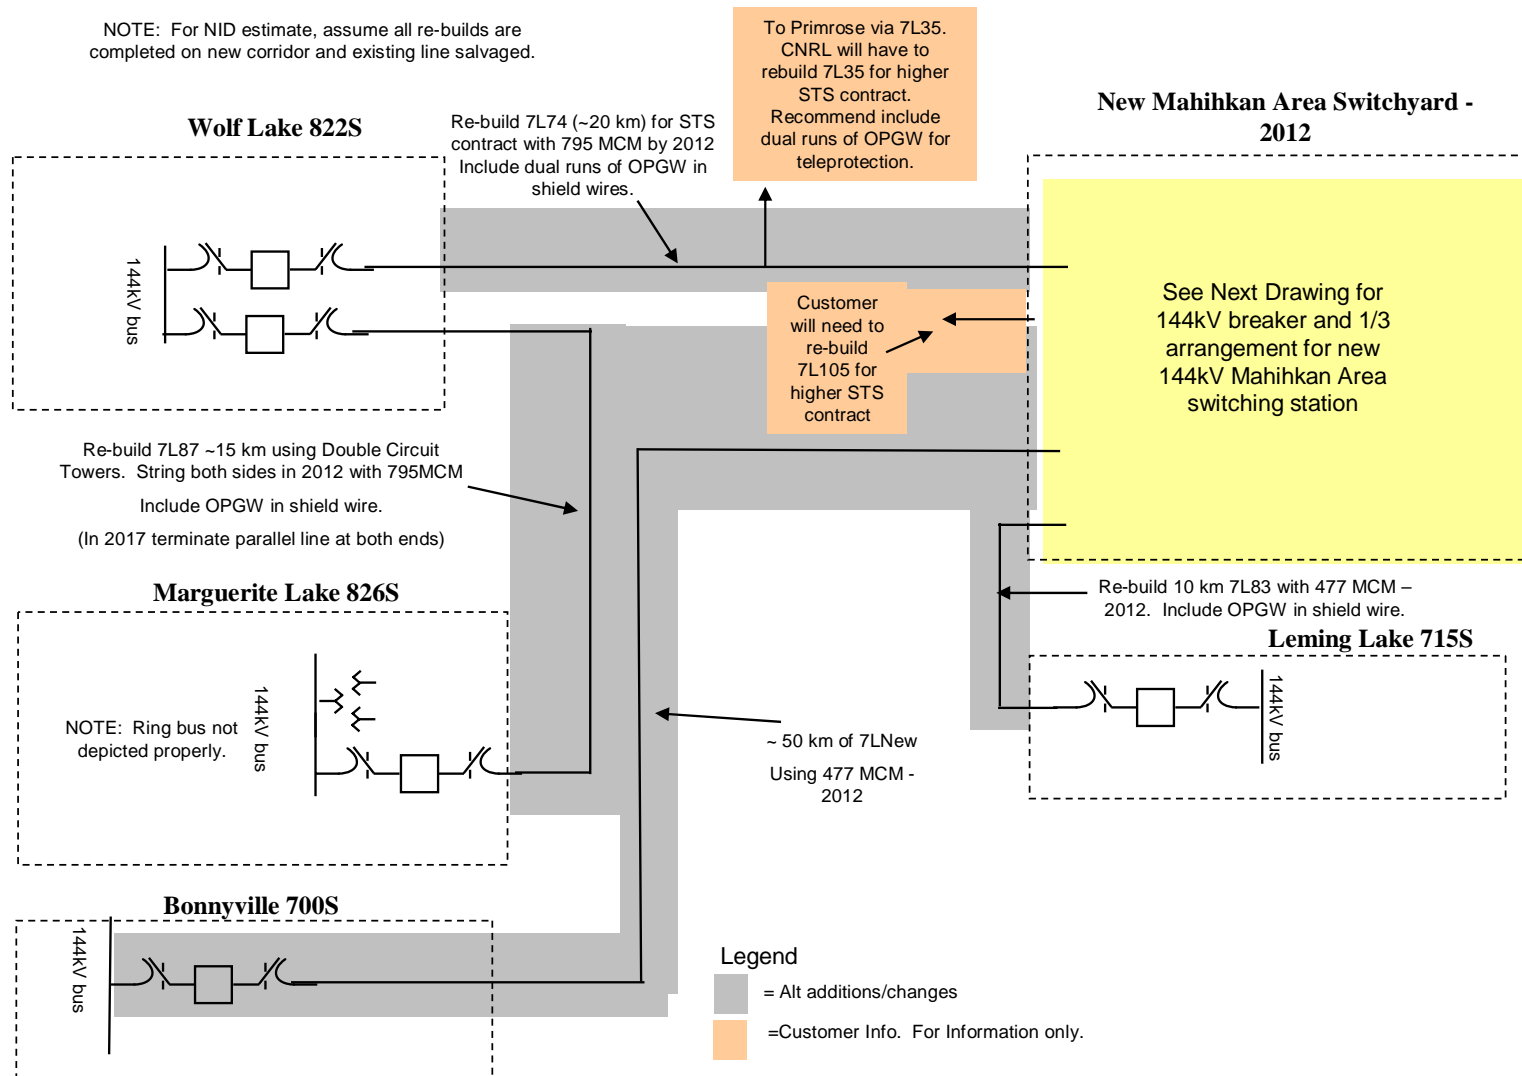 NOTE: For NID estimate, assume all re-builds are
completed on new corridor and existing line salvaged.
To Primrose via 7L35.
CNRL will have to
rebuild 7L35 for higher
STS contract.
Recommend include
dual runs of OPGW for
teleprotection.
New Mahihkan Area Switchyard -
2012
Wolf Lake 822S
Re-build 7L74 (~20 km) for STS
contract with 795 MCM by 2012
Include dual runs of OPGW in
shield wires.
144kV bus
Customer
will need to
re-build
7L105 for
higher STS
contract
See Next Drawing for
144kV breaker and 1/3
arrangement for new
144kV Mahihkan Area
switching station
Re-build 7L87 ~15 km using Double Circuit
Towers. String both sides in 2012 with 795MCM
Include OPGW in shield wire.
(In 2017 terminate parallel line at both ends)
Marguerite Lake 826S
Re-build 10 km 7L83 with 477 MCM –
2012. Include OPGW in shield wire.
Leming Lake 715S
144kV bus
NOTE: Ring bus not
depicted properly.
144kV bus
~ 50 km of 7LNew
Using 477 MCM -
2012
Bonnyville 700S
144kV bus
Legend
= Alt additions/changes
=Customer Info. For Information only.